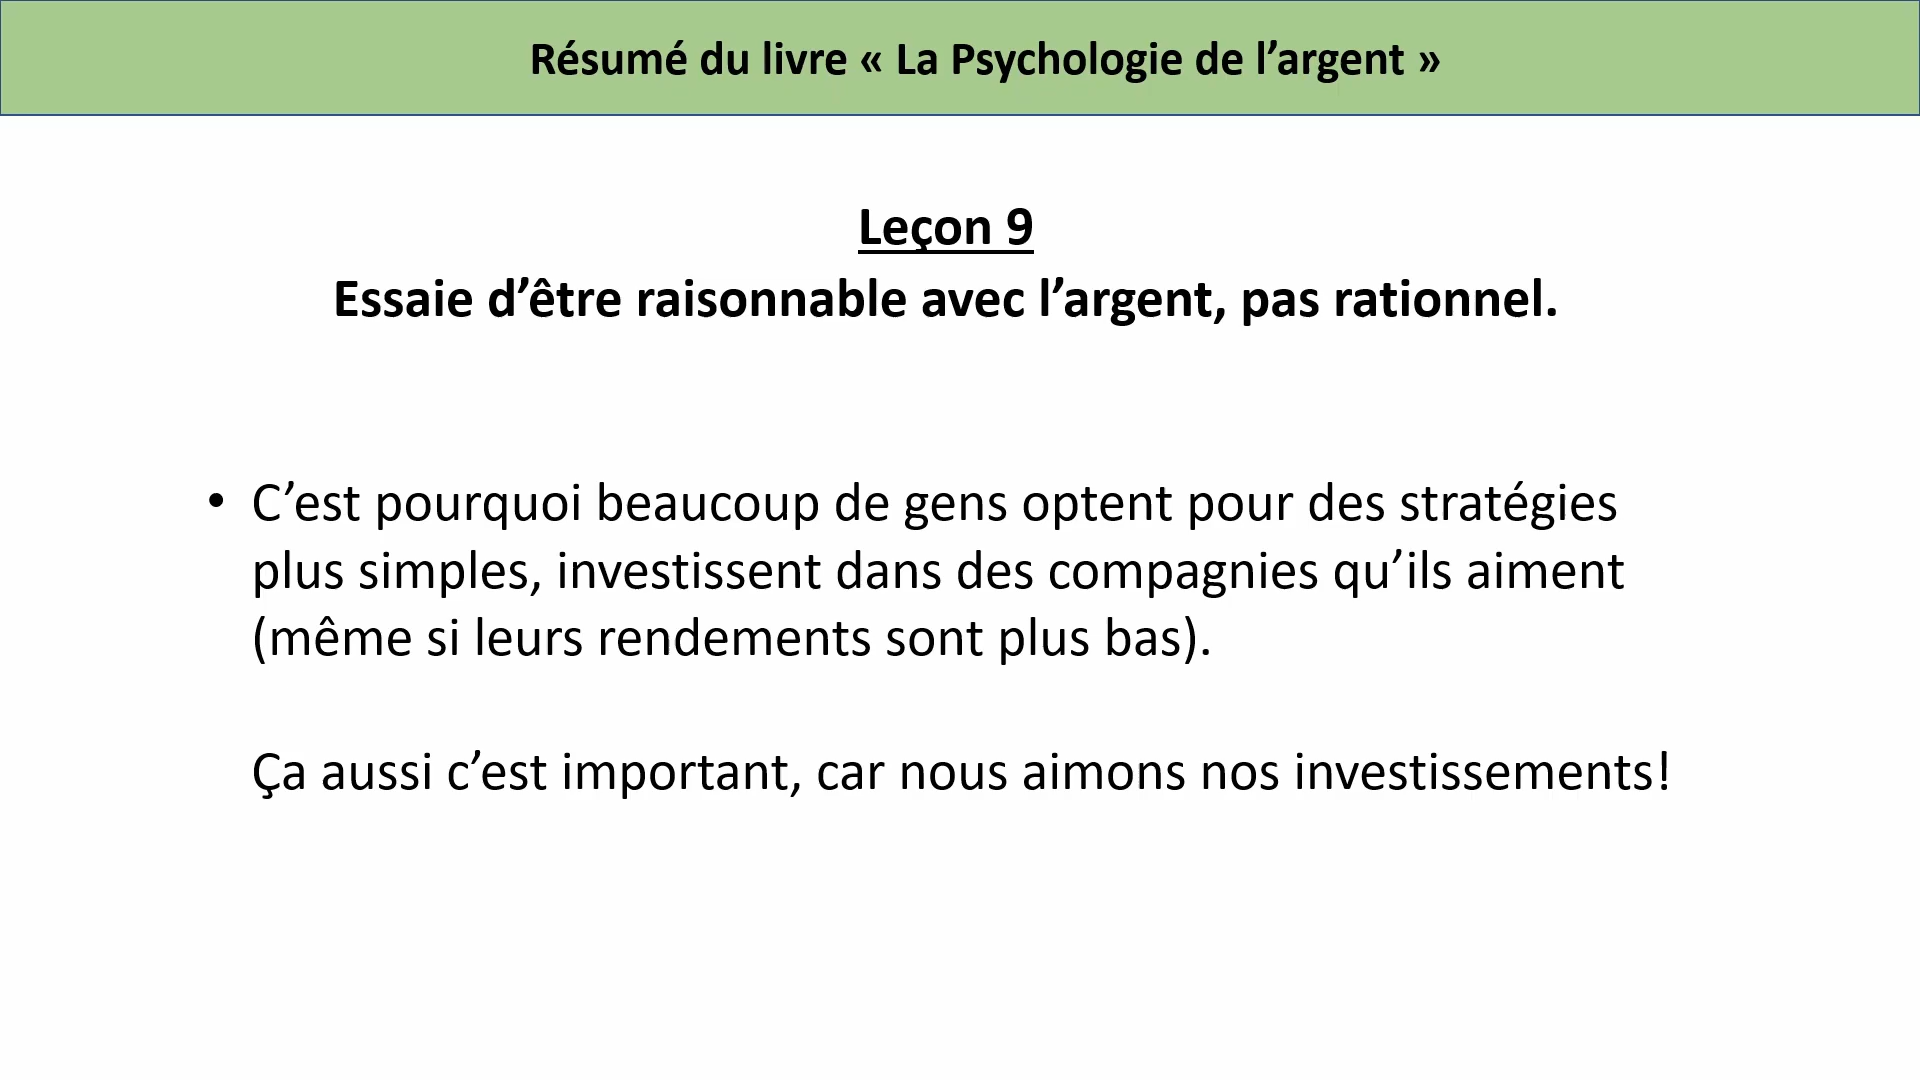 Résumé du livre « La Psychologie de l’argent »
Leçon 9
Essaie d’être raisonnable avec l’argent, pas rationnel.
• C’est pourquoi beaucoup de gens optent pour des stratégies
plus simples, investissent dans des compagnies qu’ils aiment
(même si leurs rendements sont plus bas).
Ça aussi c’est important, car nous aimons nos investissements!